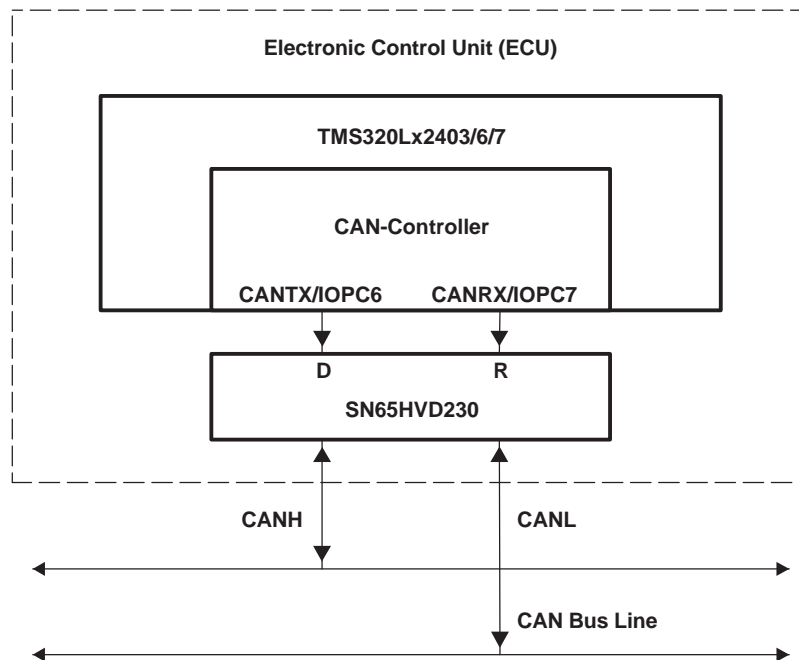 Electronic Control Unit (ECU)
TMS320Lx2403/6/7
CAN-Controller
CANTX/IOPC6 CANRX/IOPC7
D R
SN65HVD230
CANH CANL
CAN Bus Line